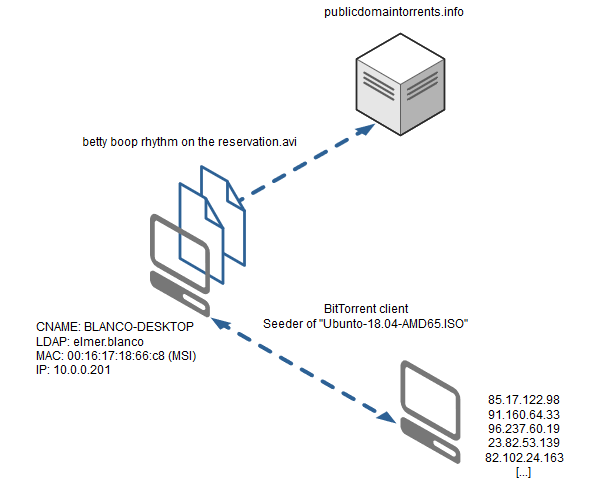 publicdomaintorrents.info
betty boop rhythm on the reservation.avi
CNAME: BLANCO-DESKTOP
LDAP: elmer.blanco
MAC: 00:16:17:18:66:c8 (MSI)
IP: 10.0.0.201
BitTorrent client
Seeder of "Ubunto-18.04-AMD65.ISO"
85.17.122.98
91.160.64.33
96.237.60.19
23.82.53.139
82.102.24.163
[...]